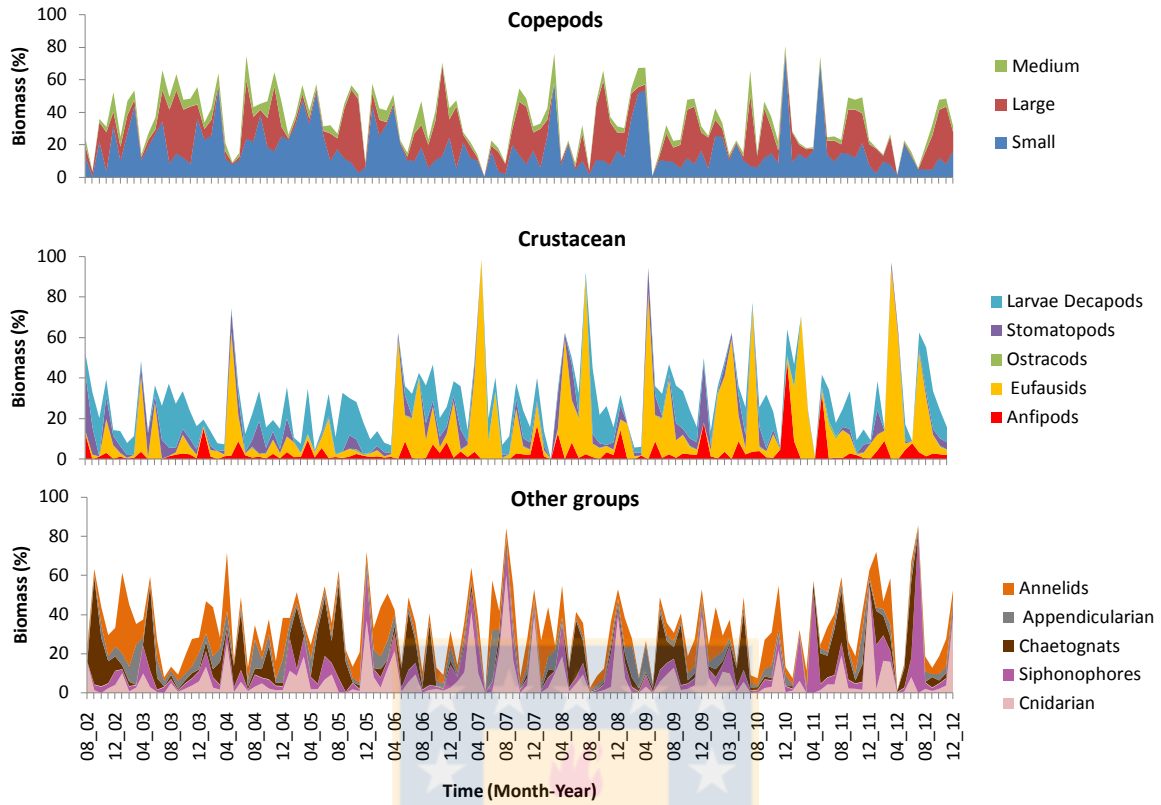 Copepods
Biomass (%)
100
80
60
40
20
0
Medium
Large
Small
Crustacean
Biomass (%)
100
80
60
40
20
0
Larvae Decapods
Stomatopods
Ostracods
Eufausids
Anfipods
Other groups
Biomass (%)
100
80
60
40
20
0
Annelids
Appendicularian
Chaetognats
Siphonophores
Cnidarian
08_02
12_02
04_03
08_03
12_03
04_04
08_04
12_04
04_05
08_05
12_05
04_06
08_06
12_06
04_07
08_07
12_07
04_08
08_08
12_08
04_09
08_09
12_09
03_10
08_10
12_10
04_11
08_11
12_11
04_12
08_12
12_12
Time (Month-Year)